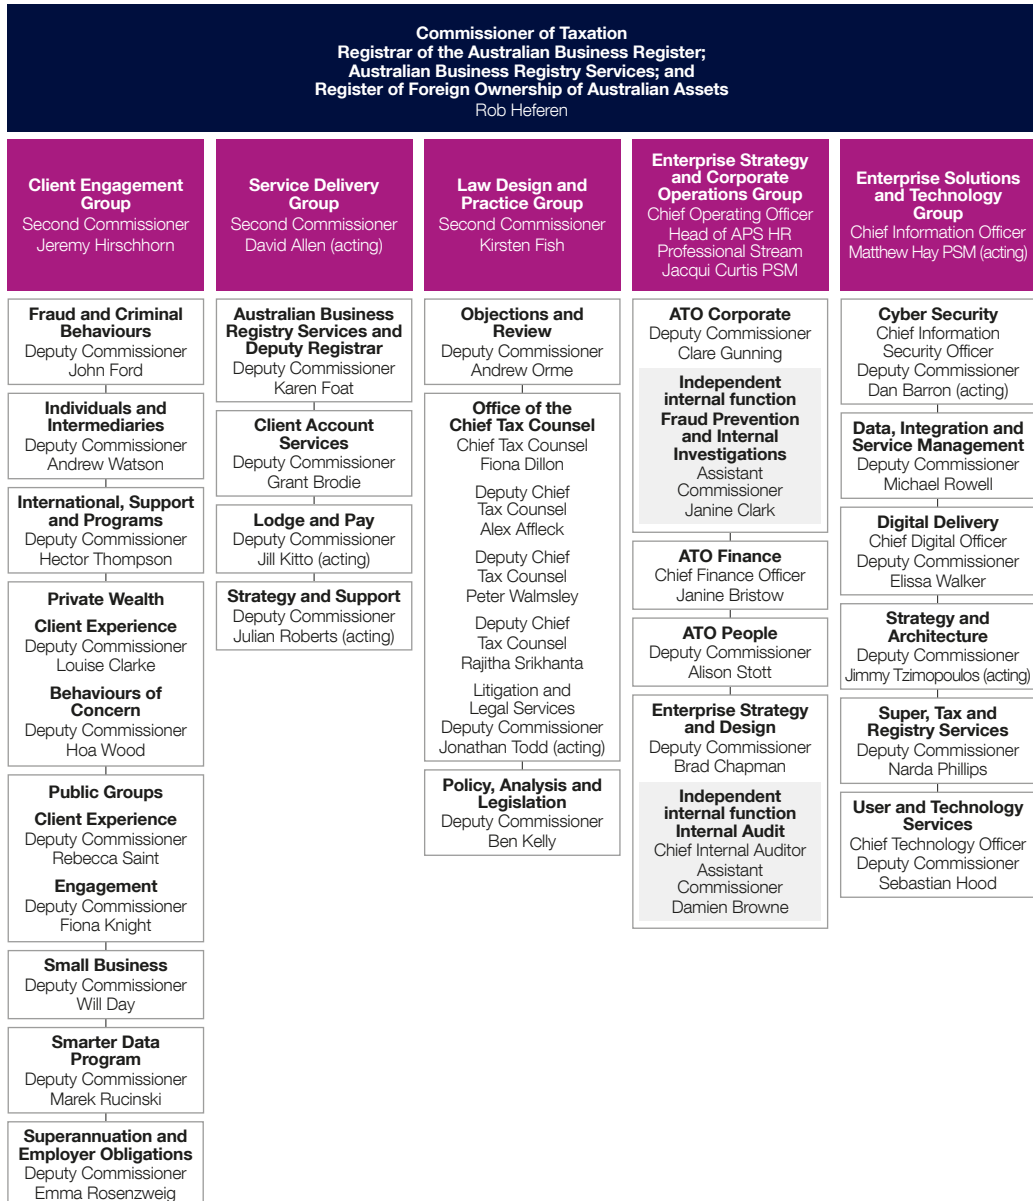 Commissioner of Taxation
Registrar of the Australian Business Register;
Australian Business Registry Services; and
Register of Foreign Ownership of Australian Assets
Rob Heferen
Client Engagement
Group
Second Commissioner
Jeremy Hirschhorn
Fraud and Criminal
Behaviours
Deputy Commissioner
John Ford
Individuals and
Intermediaries
Deputy Commissioner
Andrew Watson
International, Support
and Programs
Deputy Commissioner
Hector Thompson
Private Wealth
Client Experience
Deputy Commissioner
Louise Clarke
Behaviours of
Concern
Deputy Commissioner
Hoa Wood
Public Groups
Client Experience
Deputy Commissioner
Rebecca Saint
Engagement
Deputy Commissioner
Fiona Knight
Small Business
Deputy Commissioner
Will Day
Smarter Data
Program
Deputy Commissioner
Marek Rucinski
Superannuation and
Employer Obligations
Deputy Commissioner
Emma Rosenzweig
Service Delivery
Group
Second Commissioner
David Allen (acting)
Australian Business
Registry Services and
Deputy Registrar
Deputy Commissioner
Karen Foat
Client Account
Services
Deputy Commissioner
Grant Brodie
Lodge and Pay
Deputy Commissioner
Jill Kitto (acting)
Strategy and Support
Deputy Commissioner
Julian Roberts (acting)
Law Design and
Practice Group
Second Commissioner
Kirsten Fish
Objections and
Review
Deputy Commissioner
Andrew Orme
Office of the
Chief Tax Counsel
Chief Tax Counsel
Fiona Dillon
Deputy Chief
Tax Counsel
Alex Affleck
Deputy Chief
Tax Counsel
Peter Walmsley
Deputy Chief
Tax Counsel
Rajitha Srikhanta
Litigation and
Legal Services
Deputy Commissioner
Jonathan Todd (acting)
Policy, Analysis and
Legislation
Deputy Commissioner
Ben Kelly
Enterprise Strategy
and Corporate
Operations Group
Chief Operating Officer
Head of APS HR
Professional Stream
Jacqui Curtis PSM
ATO Corporate
Deputy Commissioner
Clare Gunning
Independent
internal function
Fraud Prevention
and Internal
Investigations
Assistant
Commissioner
Janine Clark
ATO Finance
Chief Finance Officer
Janine Bristow
ATO People
Deputy Commissioner
Alison Stott
Enterprise Strategy
and Design
Deputy Commissioner
Brad Chapman
Independent
internal function
Internal Audit
Chief Internal Auditor
Assistant
Commissioner
Damien Browne
Enterprise Solutions
and Technology
Group
Chief Information Officer
Matthew Hay PSM (acting)
Cyber Security
Chief Information
Security Officer
Deputy Commissioner
Dan Barron (acting)
Data, Integration and
Service Management
Deputy Commissioner
Michael Rowell
Digital Delivery
Chief Digital Officer
Deputy Commissioner
Elissa Walker
Strategy and
Architecture
Deputy Commissioner
Jimmy Tzimopoulos (acting)
Super, Tax and
Registry Services
Deputy Commissioner
Narda Phillips
User and Technology
Services
Chief Technology Officer
Deputy Commissioner
Sebastian Hood